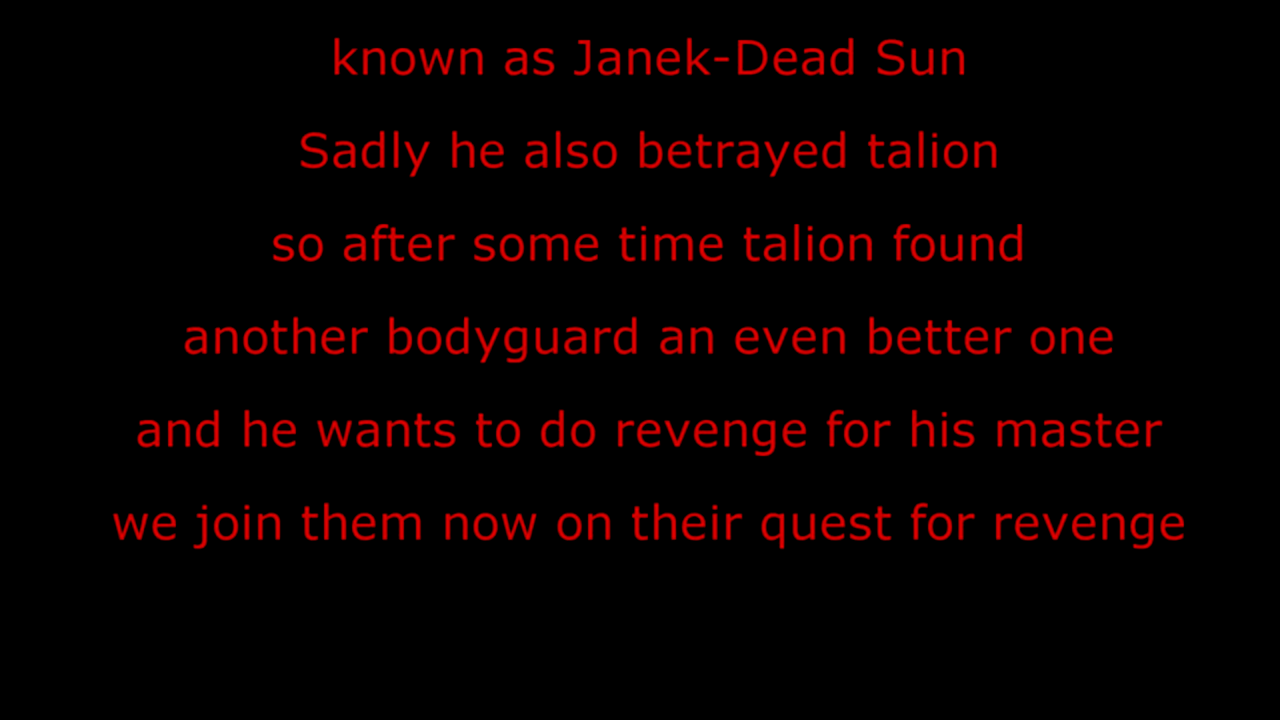 known as Janek-Dead Sun
Sadly he also betrayed talion
so after some time talion found
another bodyguard an even better one
and he wants to do revenge for his master
we join them now on their quest for revenge